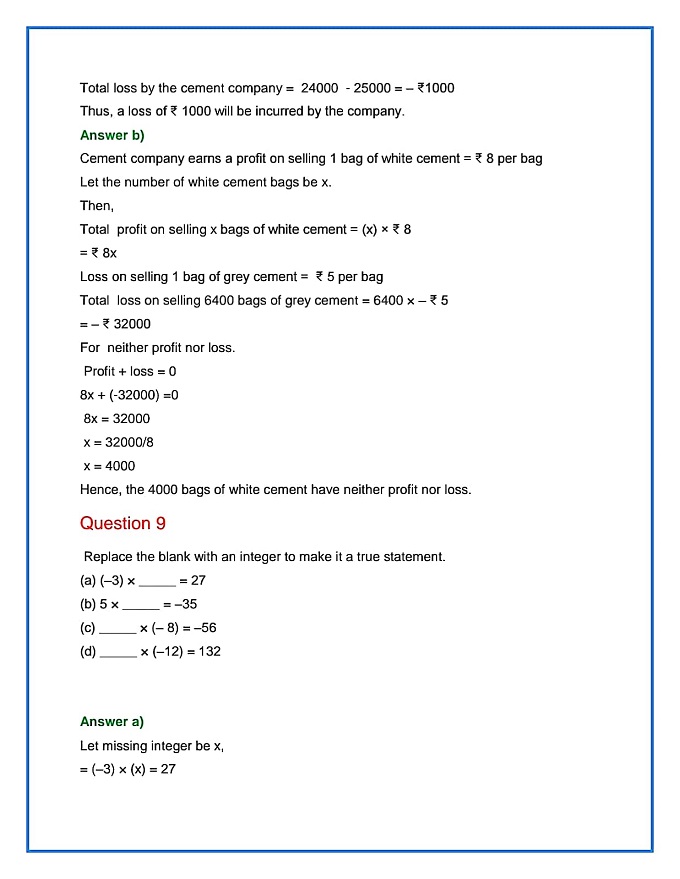 Total loss by the cement company =  24000  - 25000 = – ₹1000
Thus, a loss of ₹ 1000 will be incurred by the company.
Answer b)
Cement company earns a profit on selling 1 bag of white cement = ₹ 8 per bag
Let the number of white cement bags be x.
Then,
Total  profit on selling x bags of white cement = (x) × ₹ 8
= ₹ 8x
Loss on selling 1 bag of grey cement =  ₹ 5 per bag
Total  loss on selling 6400 bags of grey cement = 6400 × – ₹ 5
= – ₹ 32000
For  neither profit nor loss.
Profit + loss = 0
8x + (-32000) =0
8x = 32000
x = 32000/8
x = 4000
Hence, the 4000 bags of white cement have neither profit nor loss.
Question 9
Replace the blank with an integer to make it a true statement.
(a) (–3) × _____ = 27
(b) 5 × _____ = –35
(c) _____ × (– 8) = –56
(d) _____ × (–12) = 132
Answer a)
Let missing integer be x,
= (–3) × (x) = 27